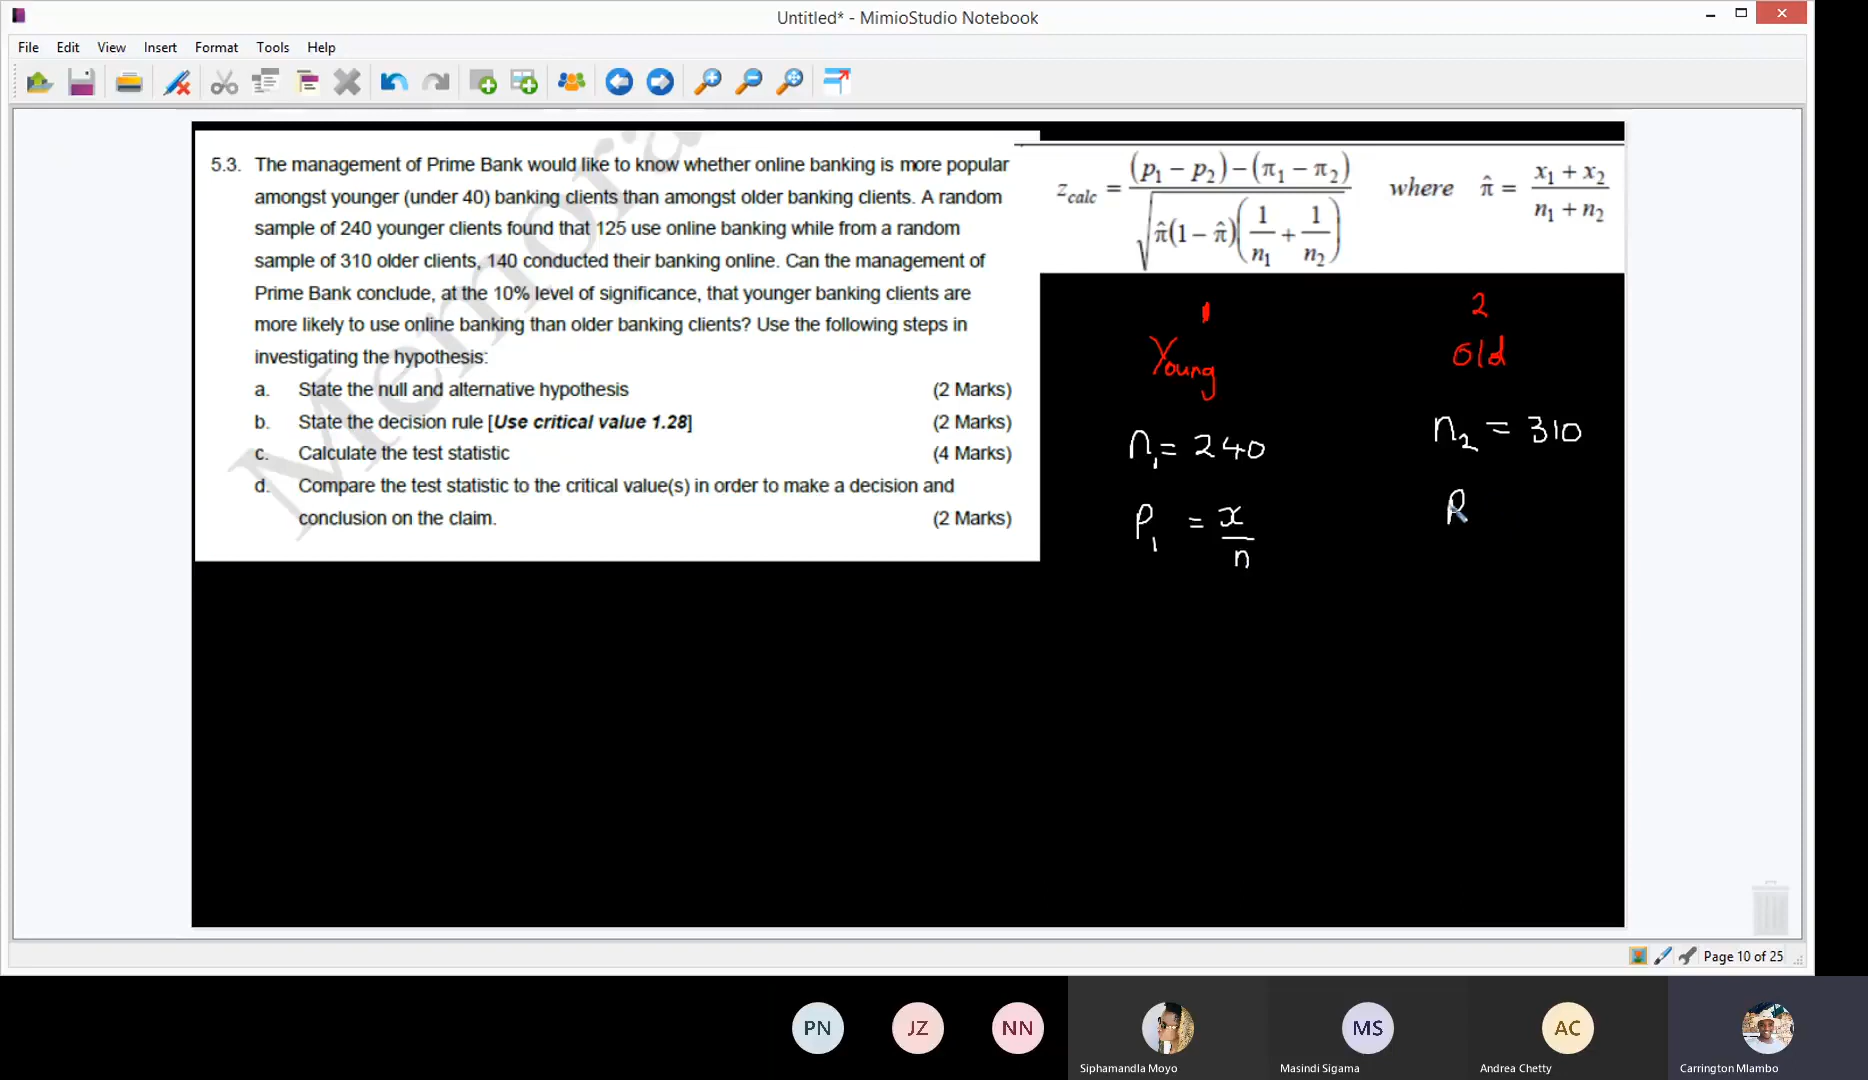 Untitled* - MimioStudio Notebook
File Edit View Insert Format Tools Help
Memora
5.3. The management of Prime Bank would like to know whether online banking is more popular
amongst younger (under 40) banking clients than amongst older banking clients. A random
sample of 240 younger clients found that 125 use online banking while from a random
sample of 310 older clients, 140 conducted their banking online. Can the management of
Prime Bank conclude, at the 10% level of significance, that younger banking clients are
more likely to use online banking than older banking clients? Use the following steps in
investigating the hypothesis:
a. State the null and alternative hypothesis (2 Marks)
b. State the decision rule [Use critical value 1.28] (2 Marks)
c. Calculate the test statistic (4 Marks)
d. Compare the test statistic to the critical value(s) in order to make a decision and
conclusion on the claim. (2 Marks)
z_calc = ((p₁ − p₂) − (π₁ − π₂)) / √(π̂(1 − π̂)(1/n₁ + 1/n₂)) where π̂ = (x₁ + x₂)/(n₁ + n₂)
1 2
Young Old
n₁ = 240 n₂ = 310
P₁ = x/n P
Page 10 of 25
PN JZ NN MS AC
Siphamandla Moyo Masindi Sigama Andrea Chetty Carrington Mlambo